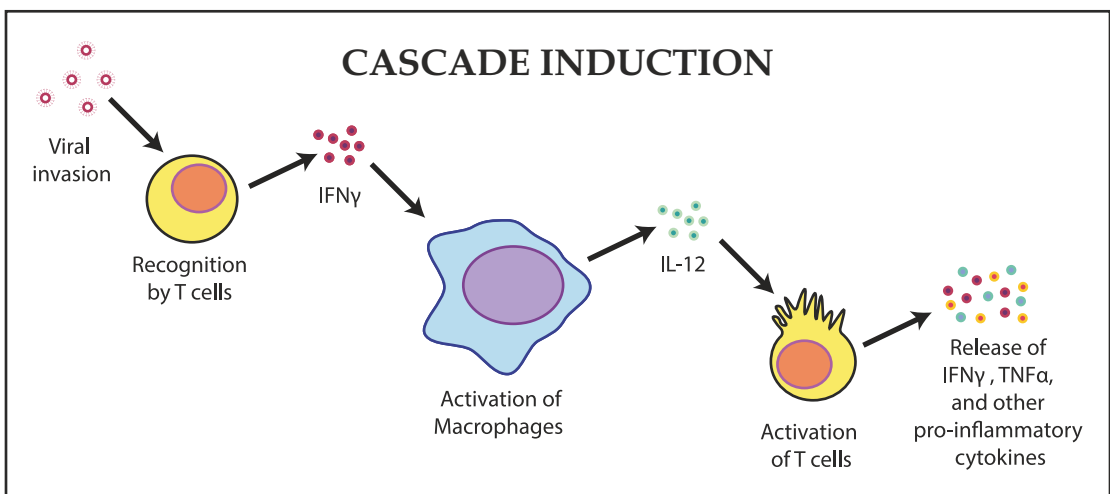 CASCADE INDUCTION
Viral
invasion
Recognition
by T cells
IFNγ
Activation of
Macrophages
IL-12
Activation
of T cells
Release of
IFNγ , TNFα,
and other
pro-inflammatory
cytokines